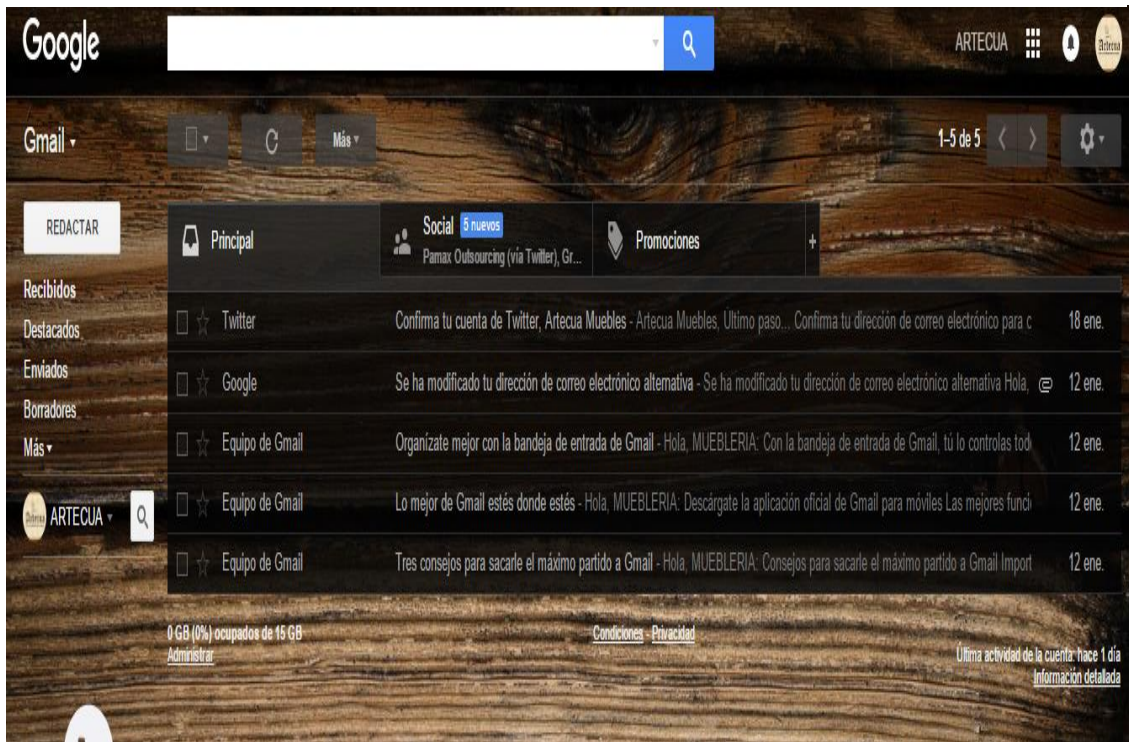 Google
ARTECUA
Gmail
Más
1–5 de 5
REDACTAR
Principal
Social 5 nuevos
Pamax Outsourcing (vía Twitter), Gr...
Promociones
+
Recibidos
Destacados
Enviados
Borradores
Más
ARTECUA
Twitter Confirma tu cuenta de Twitter, Artecua Muebles - Artecua Muebles, Último paso... Confirma tu dirección de correo electrónico para c 18 ene.
Google Se ha modificado tu dirección de correo electrónico alternativa - Se ha modificado tu dirección de correo electrónico alternativa Hola, 12 ene.
Equipo de Gmail Organízate mejor con la bandeja de entrada de Gmail - Hola, MUEBLERIA: Con la bandeja de entrada de Gmail, tú lo controlas tod 12 ene.
Equipo de Gmail Lo mejor de Gmail estés donde estés - Hola, MUEBLERIA: Descárgate la aplicación oficial de Gmail para móviles Las mejores funci 12 ene.
Equipo de Gmail Tres consejos para sacarle el máximo partido a Gmail - Hola, MUEBLERIA: Consejos para sacarle el máximo partido a Gmail Import 12 ene.
0 GB (0%) ocupados de 15 GB
Administrar
Condiciones - Privacidad
Última actividad de la cuenta: hace 1 día
Información detallada